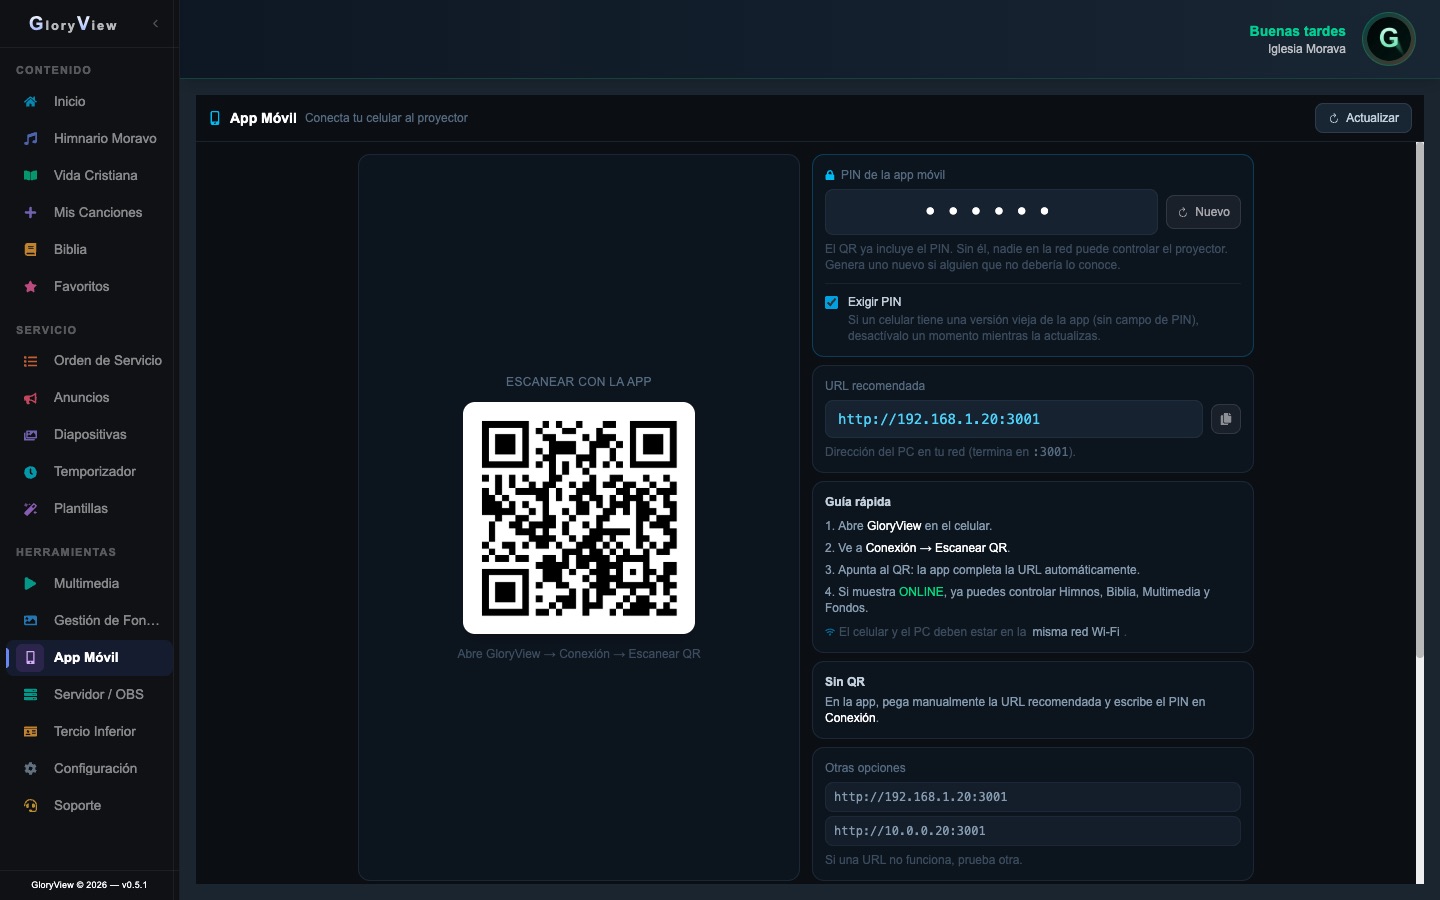 GloryView
CONTENIDO
Inicio
Himnario Moravo
Vida Cristiana
Mis Canciones
Biblia
Favoritos
SERVICIO
Orden de Servicio
Anuncios
Diapositivas
Temporizador
Plantillas
HERRAMIENTAS
Multimedia
Gestión de Fon...
App Móvil
Servidor / OBS
Tercio Inferior
Configuración
Soporte
GloryView © 2026 — v0.5.1
Buenas tardes
Iglesia Morava
G
App Móvil Conecta tu celular al proyector
Actualizar
ESCANEAR CON LA APP
Abre GloryView → Conexión → Escanear QR
PIN de la app móvil
Nuevo
El QR ya incluye el PIN. Sin él, nadie en la red puede controlar el proyector.
Genera uno nuevo si alguien que no debería lo conoce.
Exigir PIN
Si un celular tiene una versión vieja de la app (sin campo de PIN),
desactívalo un momento mientras la actualizas.
URL recomendada
http://192.168.1.20:3001
Dirección del PC en tu red (termina en :3001).
Guía rápida
1. Abre GloryView en el celular.
2. Ve a Conexión → Escanear QR.
3. Apunta al QR: la app completa la URL automáticamente.
4. Si muestra ONLINE, ya puedes controlar Himnos, Biblia, Multimedia y
Fondos.
El celular y el PC deben estar en la misma red Wi-Fi .
Sin QR
En la app, pega manualmente la URL recomendada y escribe el PIN en
Conexión.
Otras opciones
http://192.168.1.20:3001
http://10.0.0.20:3001
Si una URL no funciona, prueba otra.